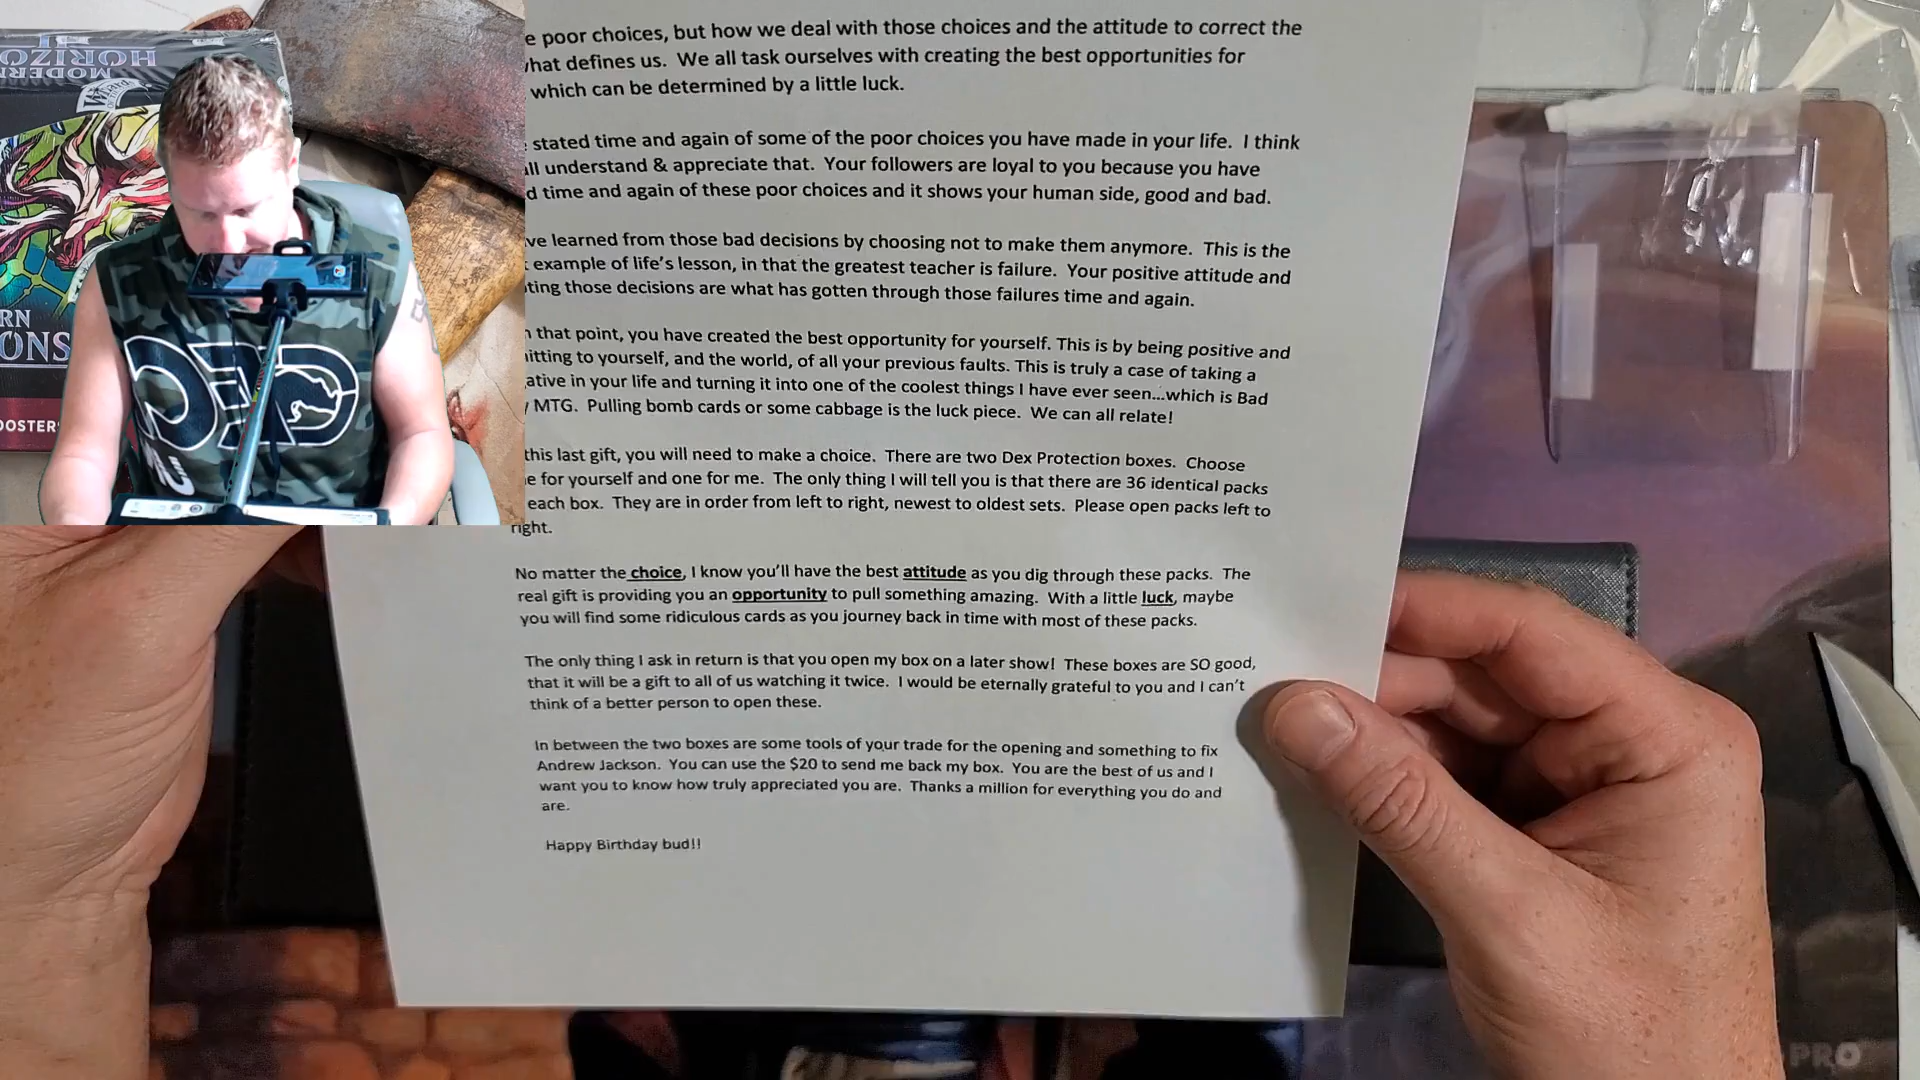 HORIZO
MODERN
RN
ONS
OOSTER
poor choices, but how we deal with those choices and the attitude to correct the
what defines us. We all task ourselves with creating the best opportunities for
which can be determined by a little luck.
stated time and again of some of the poor choices you have made in your life. I think
all understand & appreciate that. Your followers are loyal to you because you have
time and again of these poor choices and it shows your human side, good and bad.
ve learned from those bad decisions by choosing not to make them anymore. This is the
example of life's lesson, in that the greatest teacher is failure. Your positive attitude and
ting those decisions are what has gotten through those failures time and again.
that point, you have created the best opportunity for yourself. This is by being positive and
itting to yourself, and the world, of all your previous faults. This is truly a case of taking a
ative in your life and turning it into one of the coolest things I have ever seen...which is Bad
MTG. Pulling bomb cards or some cabbage is the luck piece. We can all relate!
this last gift, you will need to make a choice. There are two Dex Protection boxes. Choose
e for yourself and one for me. The only thing I will tell you is that there are 36 identical packs
each box. They are in order from left to right, newest to oldest sets. Please open packs left to
right.
No matter the choice, I know you'll have the best attitude as you dig through these packs. The
real gift is providing you an opportunity to pull something amazing. With a little luck, maybe
you will find some ridiculous cards as you journey back in time with most of these packs.
The only thing I ask in return is that you open my box on a later show! These boxes are SO good,
that it will be a gift to all of us watching it twice. I would be eternally grateful to you and I can't
think of a better person to open these.
In between the two boxes are some tools of your trade for the opening and something to fix
Andrew Jackson. You can use the $20 to send me back my box. You are the best of us and I
want you to know how truly appreciated you are. Thanks a million for everything you do and
are.
Happy Birthday bud!!
PRO